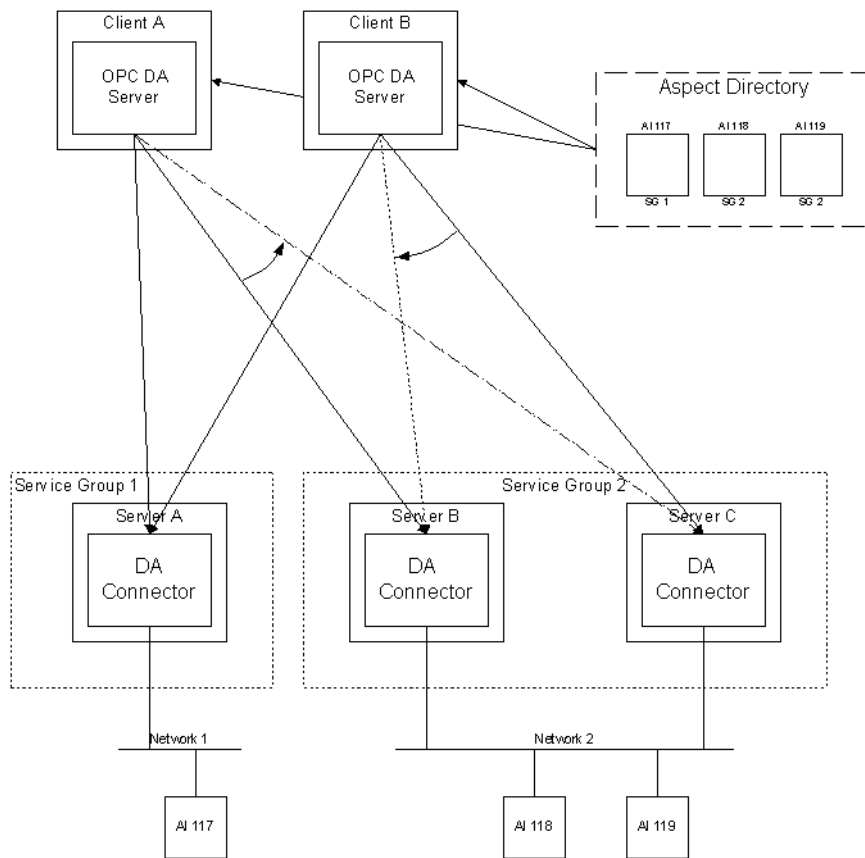 Client A
Client B
OPC DA
Server
OPC DA
Server
Aspect Directory
AI 117
AI 118
AI 119
SG 1
SG 2
SG 2
Service Group 1
Service Group 2
Server A
Server B
Server C
DA
Connector
DA
Connector
DA
Connector
Network 1
Network 2
AI 117
AI 118
AI 119